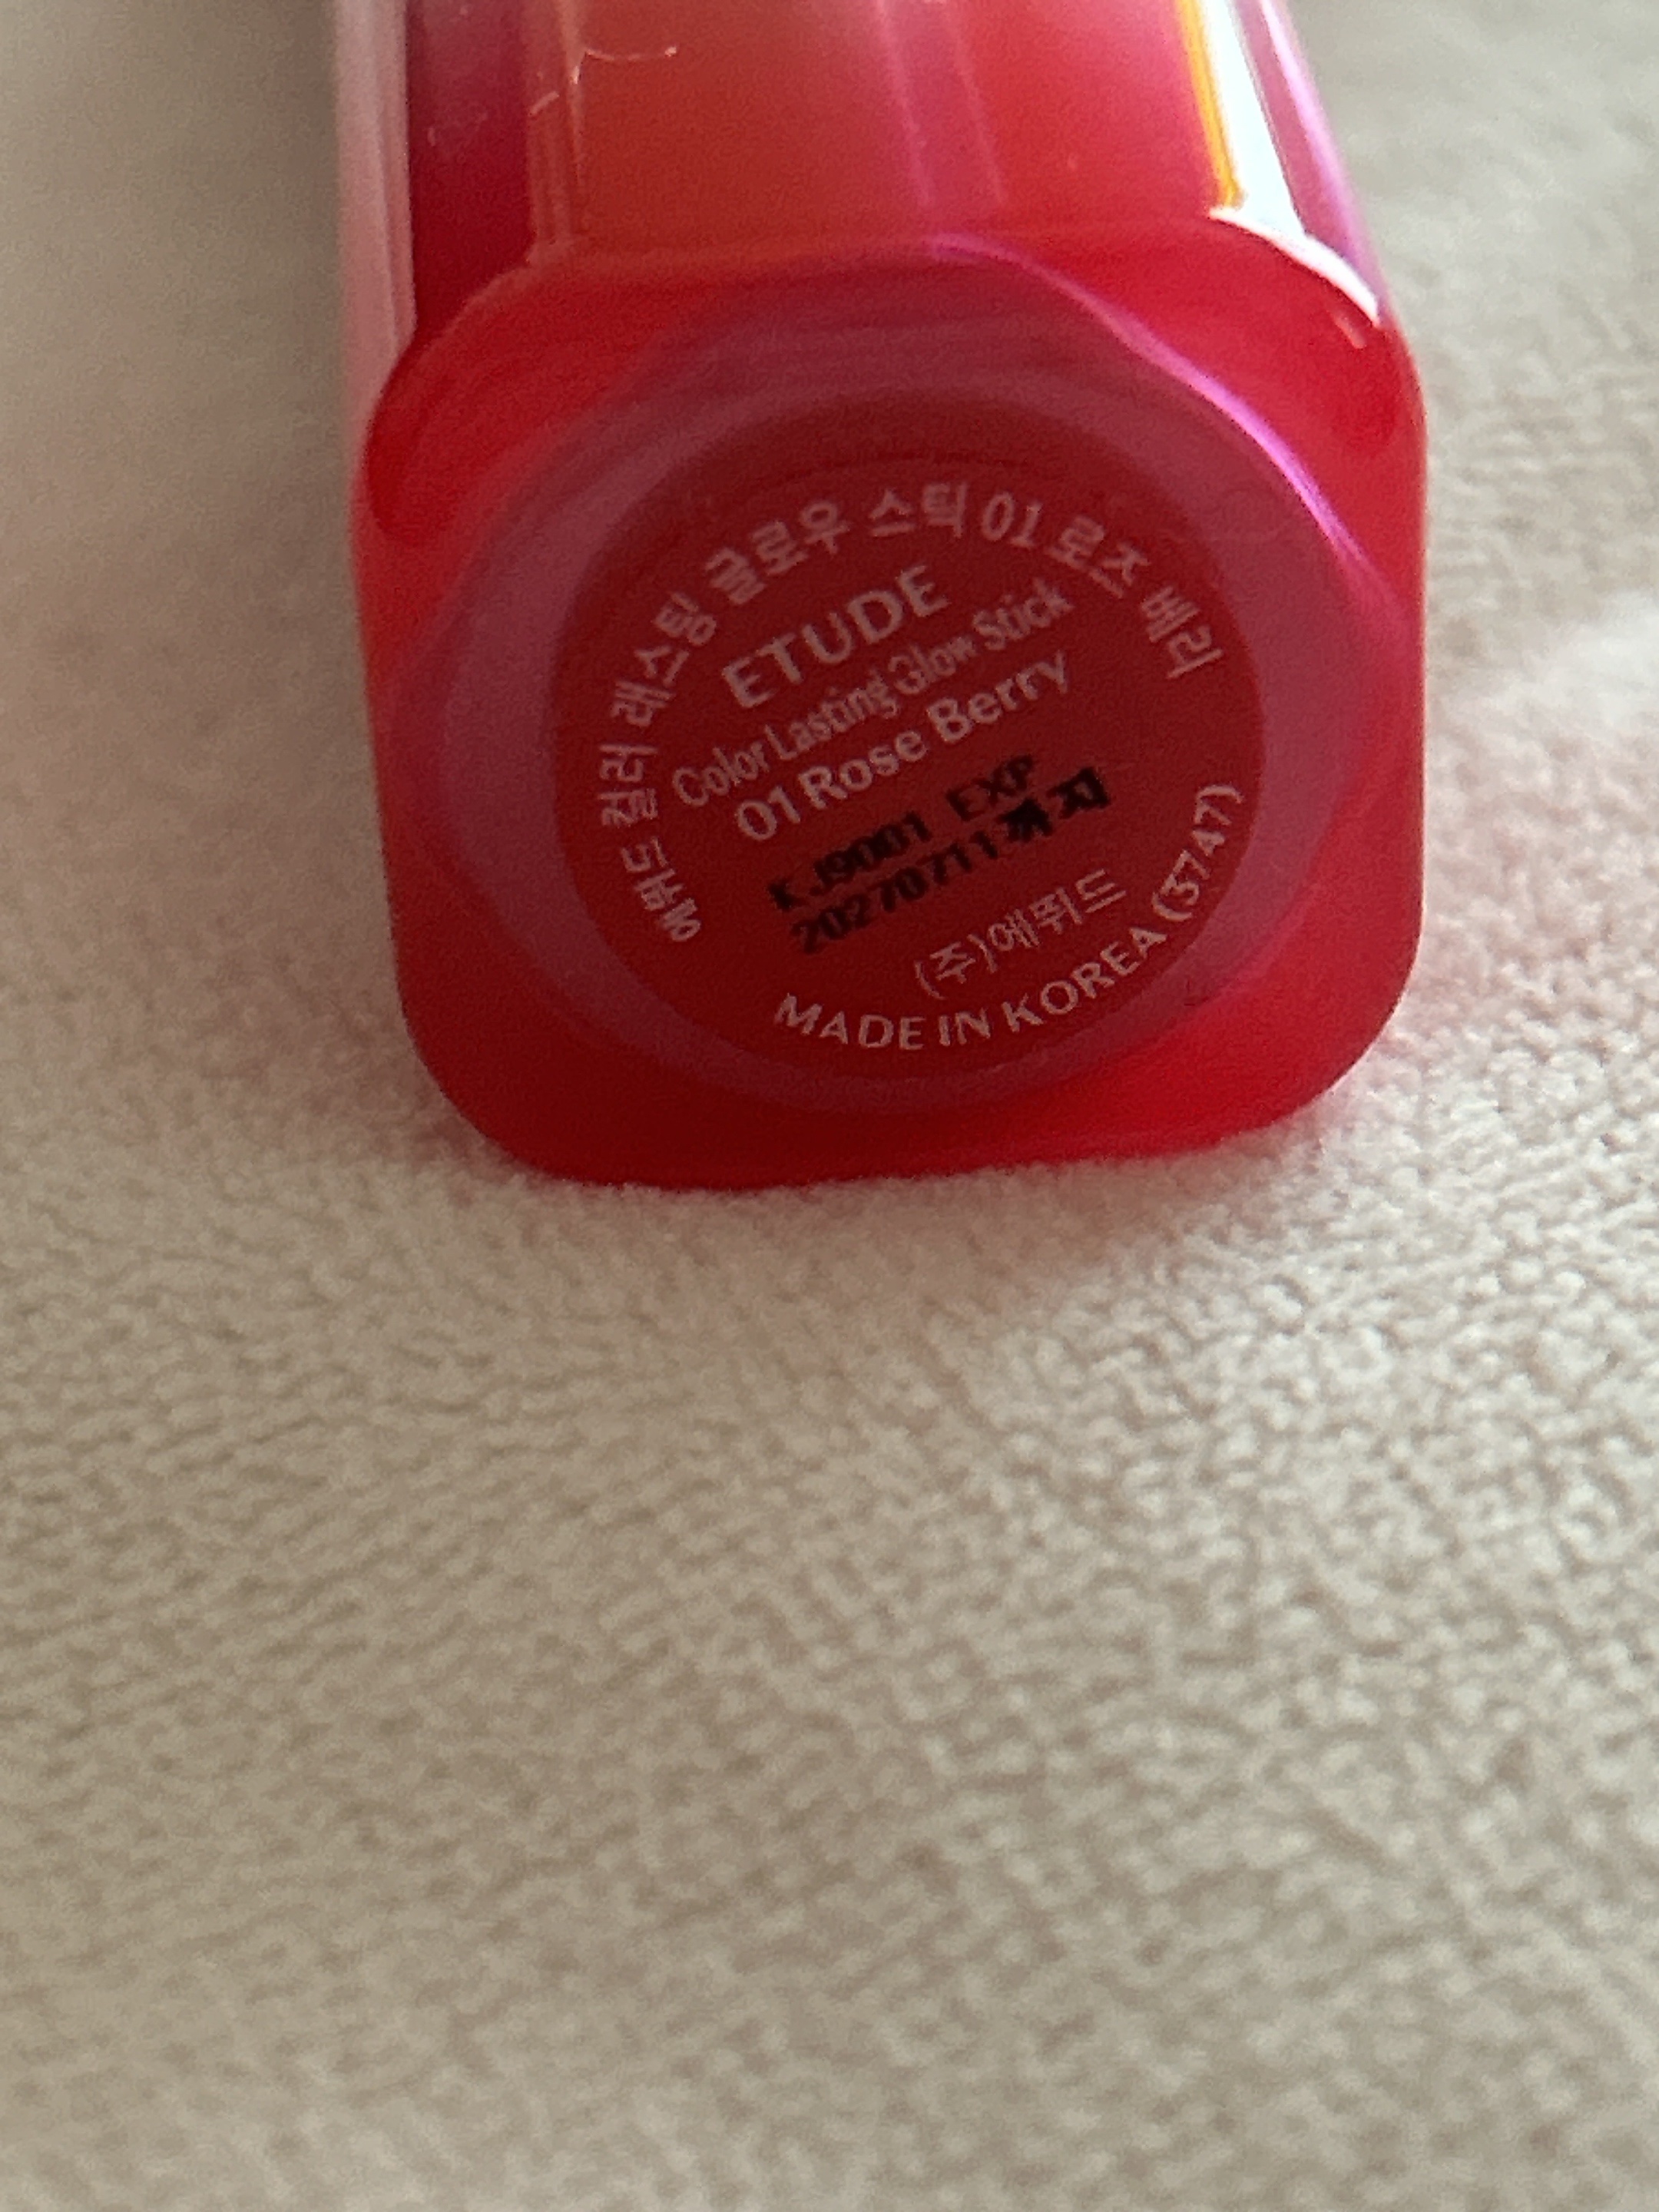 에뛰드 컬러 래스팅 글로우 스틱 01 로즈 베리
ETUDE
Color Lasting Glow Stick
01 Rose Berry
KJ9001 EXP
20270711까지
(주)에뛰드
MADE IN KOREA (3747)